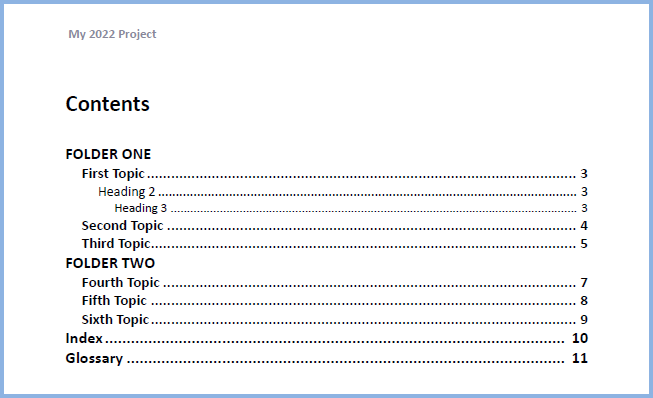 My 2022 Project
Contents
FOLDER ONE
First Topic ........................................................................................................ 3
Heading 2 ........................................................................................................ 3
Heading 3 ........................................................................................................ 3
Second Topic ........................................................................................................ 4
Third Topic ........................................................................................................ 5
FOLDER TWO
Fourth Topic ........................................................................................................ 7
Fifth Topic ........................................................................................................ 8
Sixth Topic ........................................................................................................ 9
Index ........................................................................................................ 10
Glossary ........................................................................................................ 11